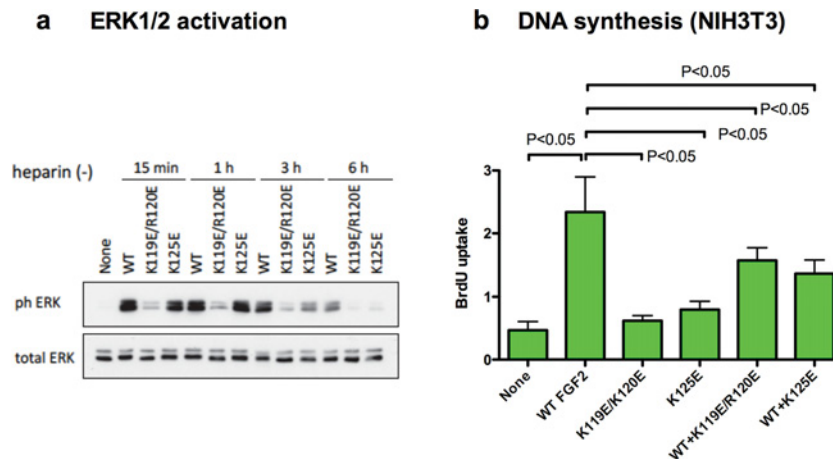 a ERK1/2 activation
heparin (-)
15 min 1 h 3 h 6 h
None
WT
K119E/R120E
K125E
WT
K119E/R120E
K125E
WT
K119E/R120E
K125E
WT
K119E/R120E
K125E
ph ERK
total ERK
b DNA synthesis (NIH3T3)
P<0.05
P<0.05
P<0.05
P<0.05
P<0.05
BrdU uptake
3
2
1
0
None
WT FGF2
K119E/K120E
K125E
WT+K119E/R120E
WT+K125E